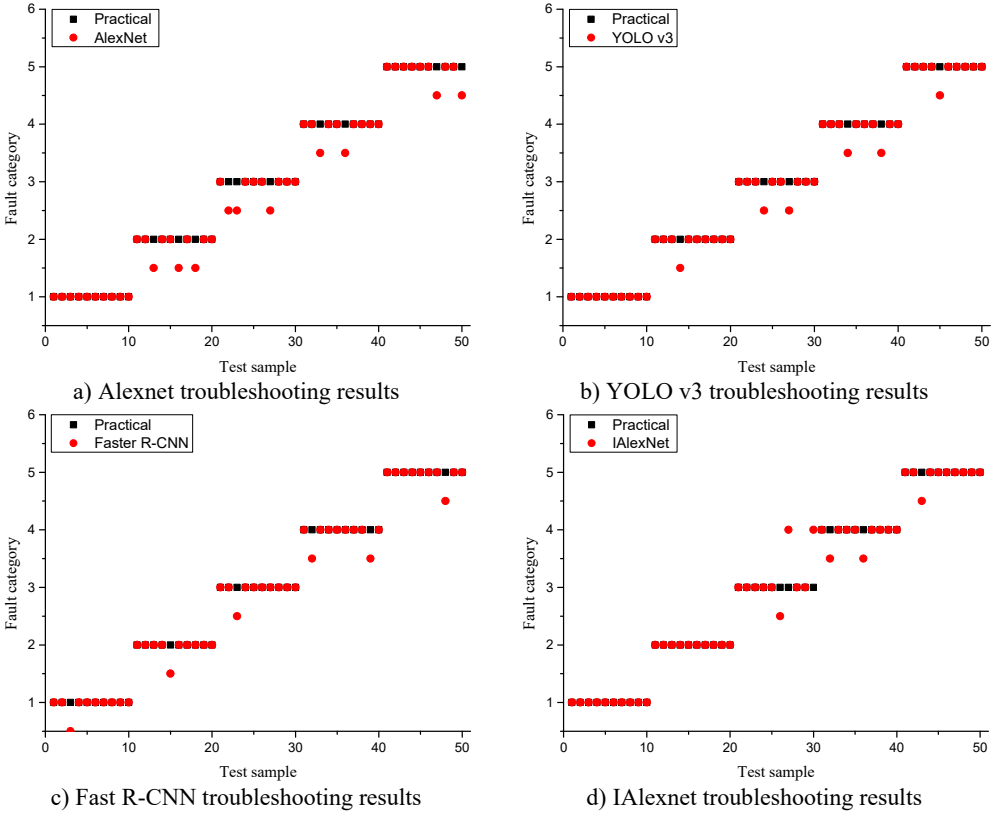 6
5
4
3
2
1
Fault category
Practical
AlexNet
0 10 20 30 40 50
Test sample
a) Alexnet troubleshooting results
6
5
4
3
2
1
Fault category
Practical
YOLO v3
0 10 20 30 40 50
Test sample
b) YOLO v3 troubleshooting results
6
5
4
3
2
1
Fault category
Practical
Faster R-CNN
0 10 20 30 40 50
Test sample
c) Fast R-CNN troubleshooting results
6
5
4
3
2
1
Fault category
Practical
IAlexNet
0 10 20 30 40 50
Test sample
d) IAlexnet troubleshooting results